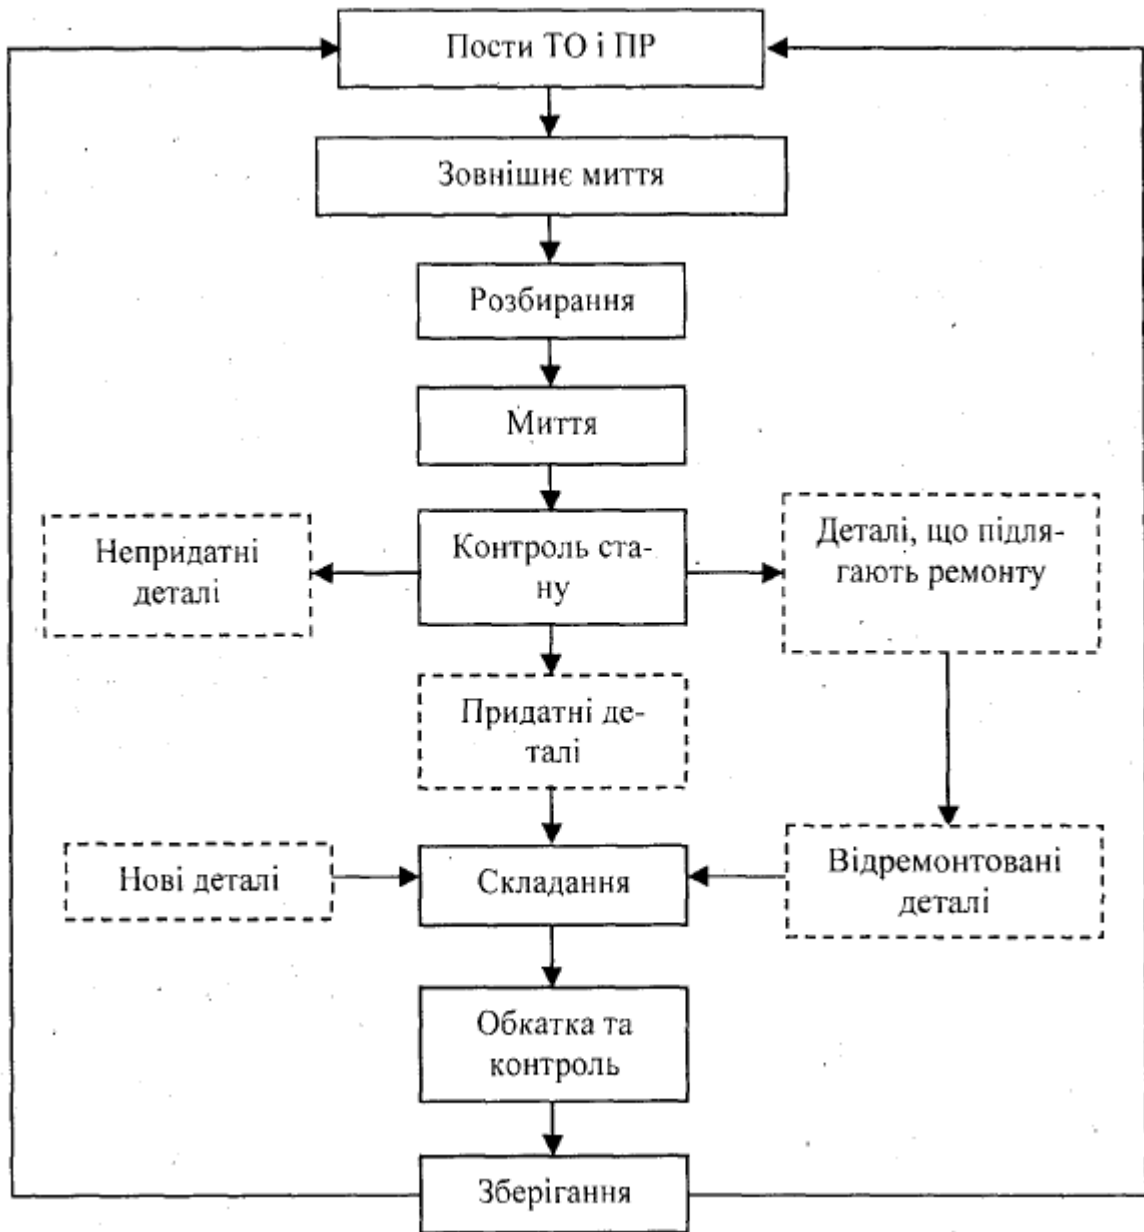 Пости ТО і ПР
Зовнішнє миття
Розбирання
Миття
Непридатні
деталі
Контроль ста-
ну
Деталі, що підля-
гають ремонту
Придатні де-
талі
Нові деталі
Складання
Відремонтовані
деталі
Обкатка та
контроль
Зберігання